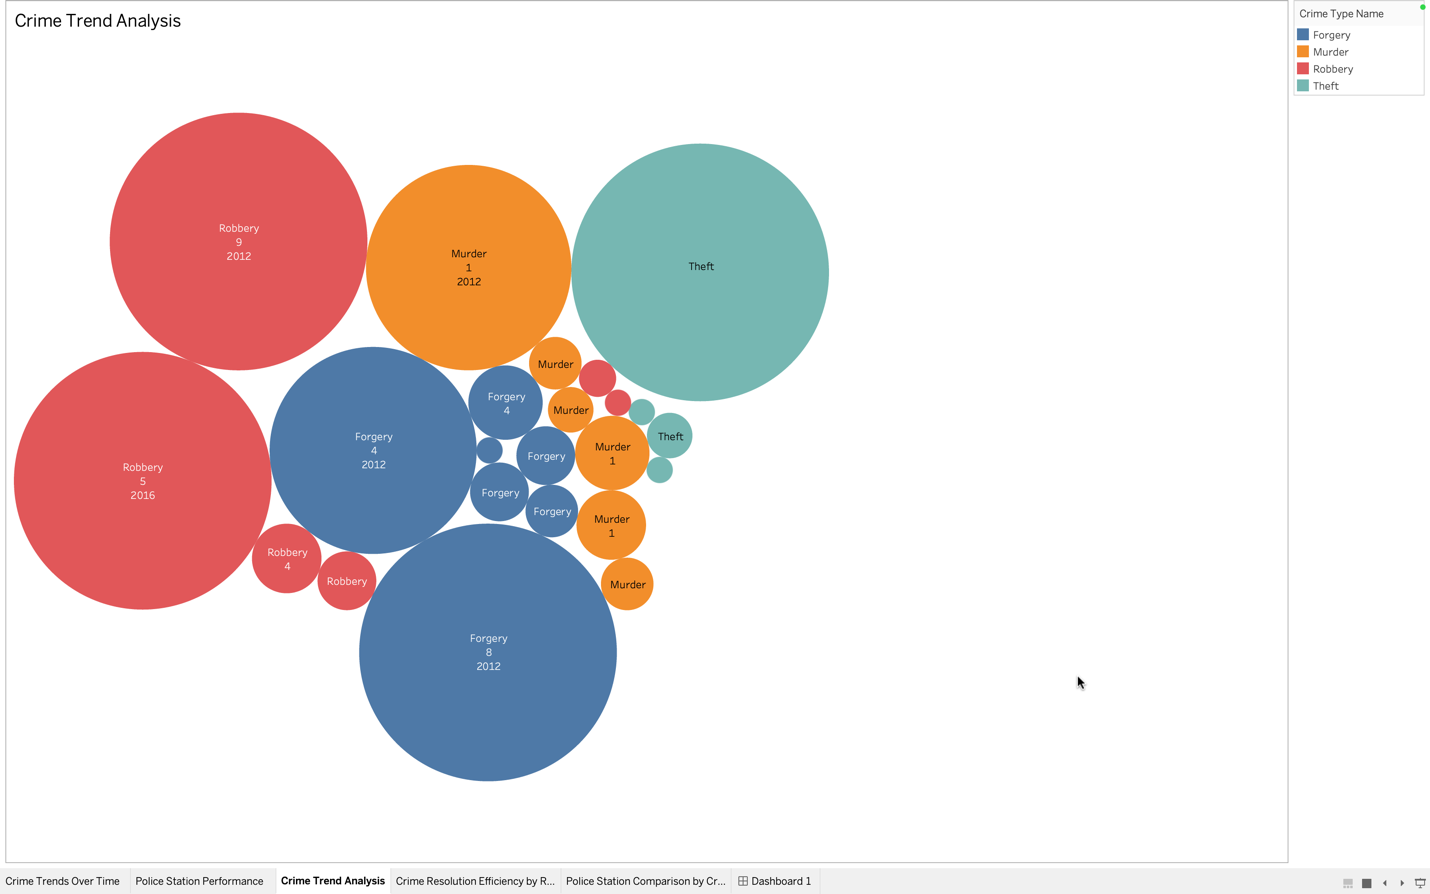 Crime Trend Analysis
Crime Type Name
Forgery
Murder
Robbery
Theft
Robbery
9
2012
Murder
1
2012
Theft
Murder
Forgery
4
Murder
Forgery
4
2012
Murder
1
Theft
Forgery
Robbery
5
2016
Forgery
Forgery
Murder
1
Robbery
4
Robbery
Murder
Forgery
8
2012
Crime Trends Over Time
Police Station Performance
Crime Trend Analysis
Crime Resolution Efficiency by R...
Police Station Comparison by Cr...
Dashboard 1